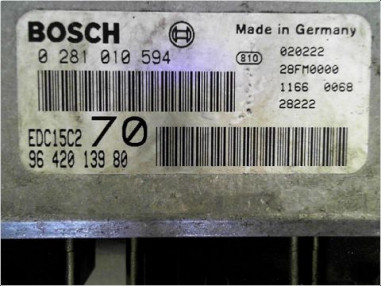 BOSCH
Made in Germany
0 281 010 594
810
020222
28FM0000
1166 0068
28222
EDC15C2 70
96 420 139 80